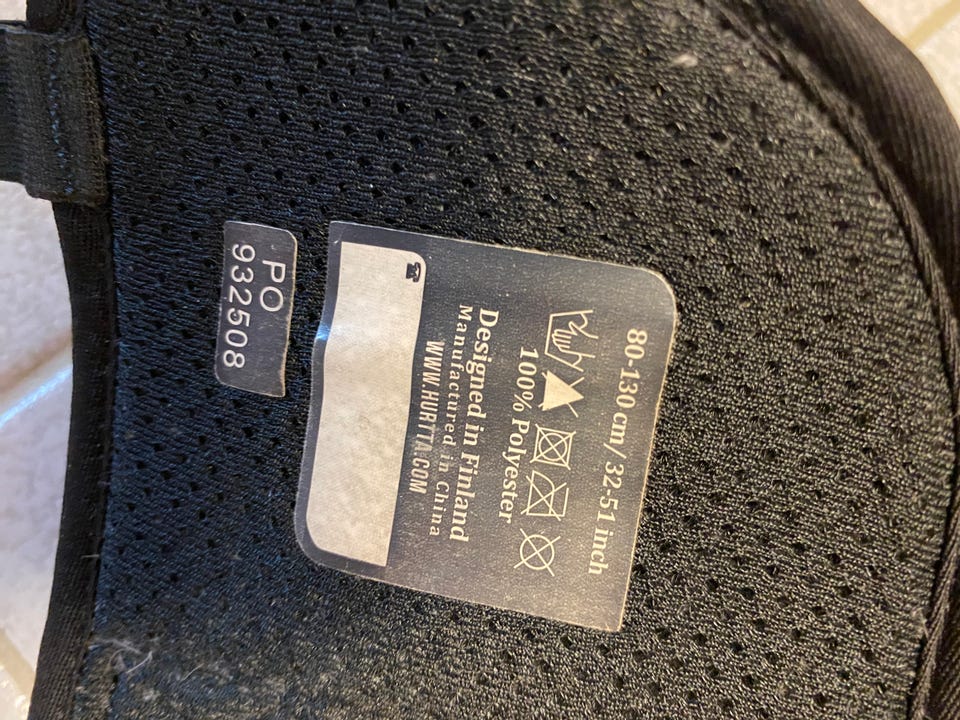 80-130 cm / 32-51 inch
100% Polyester
Designed in Finland
Manufactured in China
WWW.HURTTA.COM
PO
932508